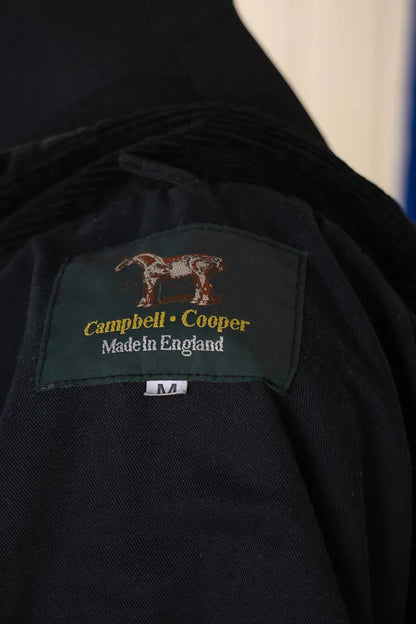 Campbell • Cooper
Made In England
M